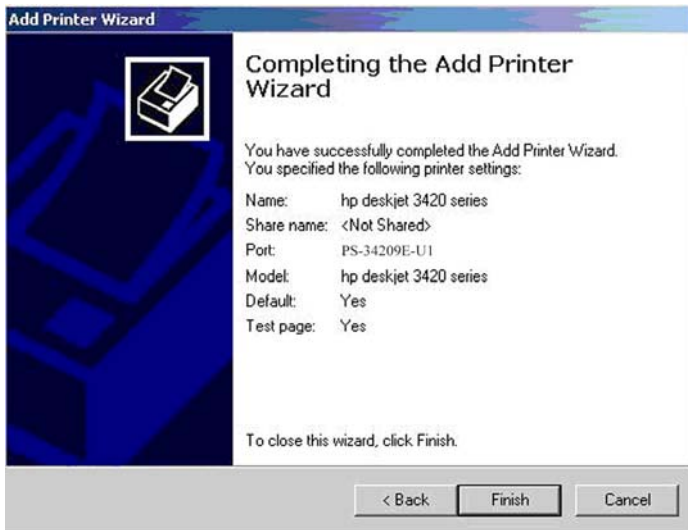 Add Printer Wizard
Completing the Add Printer
Wizard
You have successfully completed the Add Printer Wizard.
You specified the following printer settings:
Name: hp deskjet 3420 series
Share name: <Not Shared>
Port: PS-34209E-U1
Model: hp deskjet 3420 series
Default: Yes
Test page: Yes
To close this wizard, click Finish.
< Back Finish Cancel